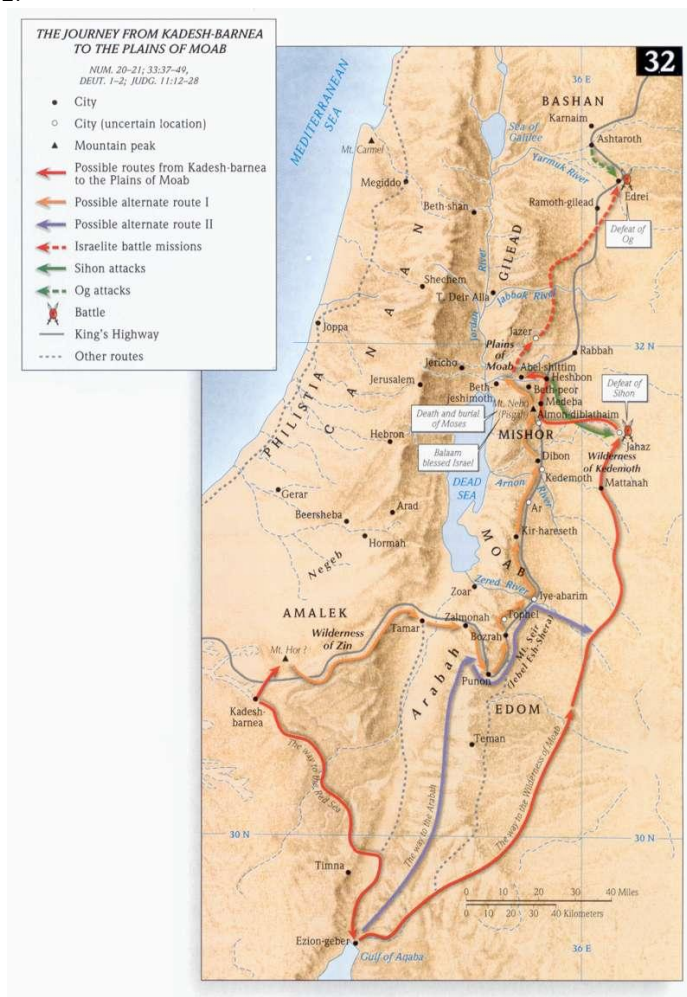 2.
THE JOURNEY FROM KADESH-BARNEA
TO THE PLAINS OF MOAB
NUM. 20–21; 33:37–49,
DEUT. 1–2; JUDG. 11:12–28
City
City (uncertain location)
Mountain peak
Possible routes from Kadesh-barnea
to the Plains of Moab
Possible alternate route I
Possible alternate route II
Israelite battle missions
Sihon attacks
Og attacks
Battle
King's Highway
Other routes
32
36 E
MEDITERRANEAN
SEA
BASHAN
Karnaim
Ashtaroth
Sea of
Galilee
Mt. Carmel
Yarmuk River
Megiddo
Edrei
Beth-shan
Ramoth-gilead
Defeat of
Og
GILEAD
CANAAN
Shechem
T. Deir Alla
Jabbok River
Jordan River
Joppa
Jazer
32 N
Plains
of
Moab
Rabbah
Jericho
Abel-shittim
Heshbon
Jerusalem
Beth-
jeshimoth
Beth-peor
Defeat of
Sihon
Mt. Nebo
(Pisgah)
Medeba
Almon-diblathaim
Death and burial
of Moses
PHILISTIA
MISHOR
Hebron
Jahaz
Balaam
blessed Israel
Wilderness
of Kedemoth
Dibon
Kedemoth
DEAD
SEA
Arnon River
Mattanah
Gerar
Arad
Ar
Beersheba
Hormah
Kir-hareseth
Negeb
MOAB
Zered River
Zoar
Iye-abarim
AMALEK
Zalmonah
Tophel
Wilderness
of Zin
Tamar
Bozrah
Mt. Seir
(Jebel Esh-Shera)
Mt. Hor ?
Arabah
Punon
Kadesh-
barnea
EDOM
Teman
The way to the Red Sea
The way to the Arabah
The way to the Wilderness of Moab
30 N
30 N
Timna
0 10 20 30 40 Miles
0 10 20 30 40 Kilometers
Ezion-geber
Gulf of Aqaba
36 E